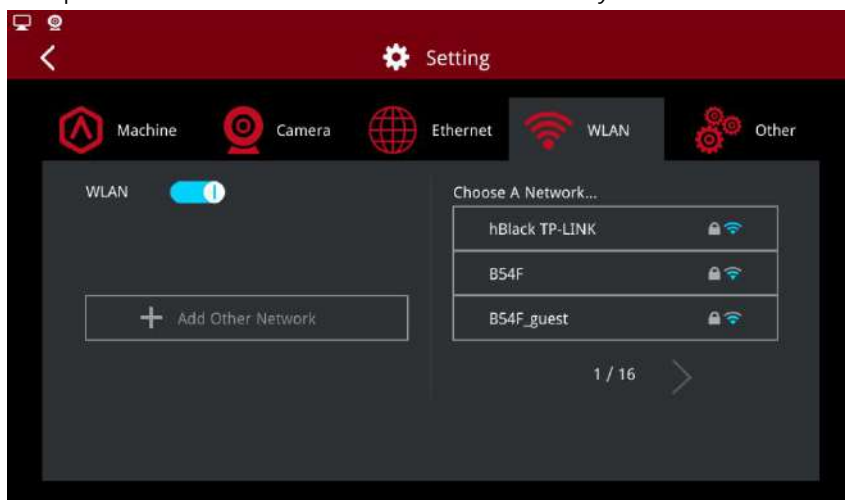 Setting
Machine
Camera
Ethernet
WLAN
Other
WLAN
Choose A Network...
hBlack TP-LINK
B54F
Add Other Network
B54F_guest
1 / 16